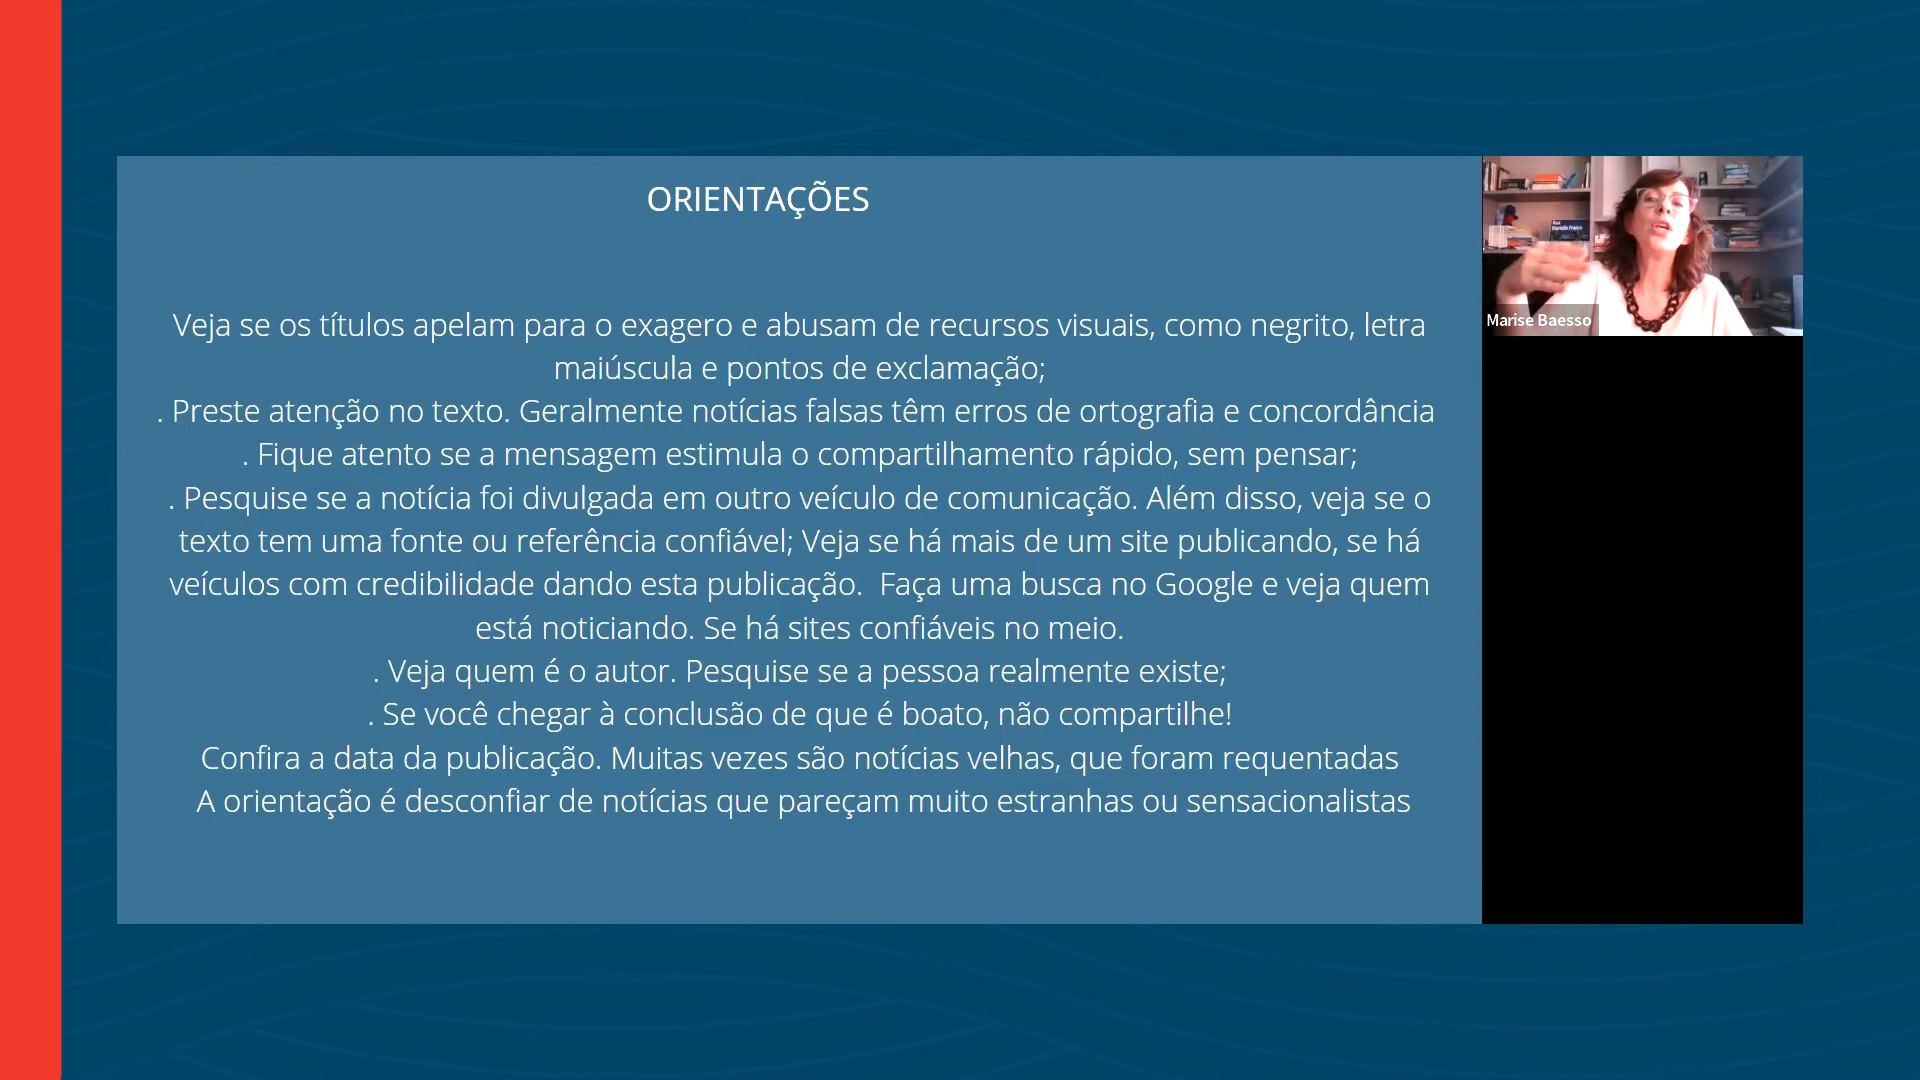 ORIENTAÇÕES
Veja se os títulos apelam para o exagero e abusam de recursos visuais, como negrito, letra
maiúscula e pontos de exclamação;
. Preste atenção no texto. Geralmente notícias falsas têm erros de ortografia e concordância
. Fique atento se a mensagem estimula o compartilhamento rápido, sem pensar;
. Pesquise se a notícia foi divulgada em outro veículo de comunicação. Além disso, veja se o
texto tem uma fonte ou referência confiável; Veja se há mais de um site publicando, se há
veículos com credibilidade dando esta publicação.  Faça uma busca no Google e veja quem
está noticiando. Se há sites confiáveis no meio.
. Veja quem é o autor. Pesquise se a pessoa realmente existe;
. Se você chegar à conclusão de que é boato, não compartilhe!
Confira a data da publicação. Muitas vezes são notícias velhas, que foram requentadas
A orientação é desconfiar de notícias que pareçam muito estranhas ou sensacionalistas
Marielle Franco
Marise Baesso